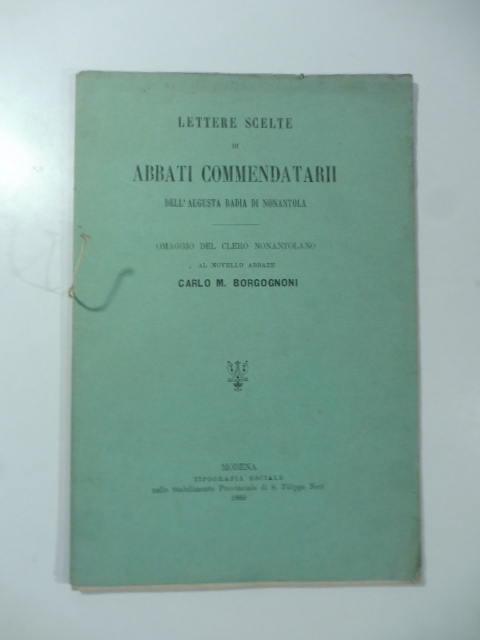 LETTERE SCELTE
DI
ABBATI COMMENDATARII
DELL'AUGUSTA BADIA DI NONANTOLA
OMAGGIO DEL CLERO NONANTOLANO
AL NOVELLO ABBATE
CARLO M. BORGOGNONI
MODENA
TIPOGRAFIA SOCIALE
nello stabilimento Provinciale di S. Filippo Neri